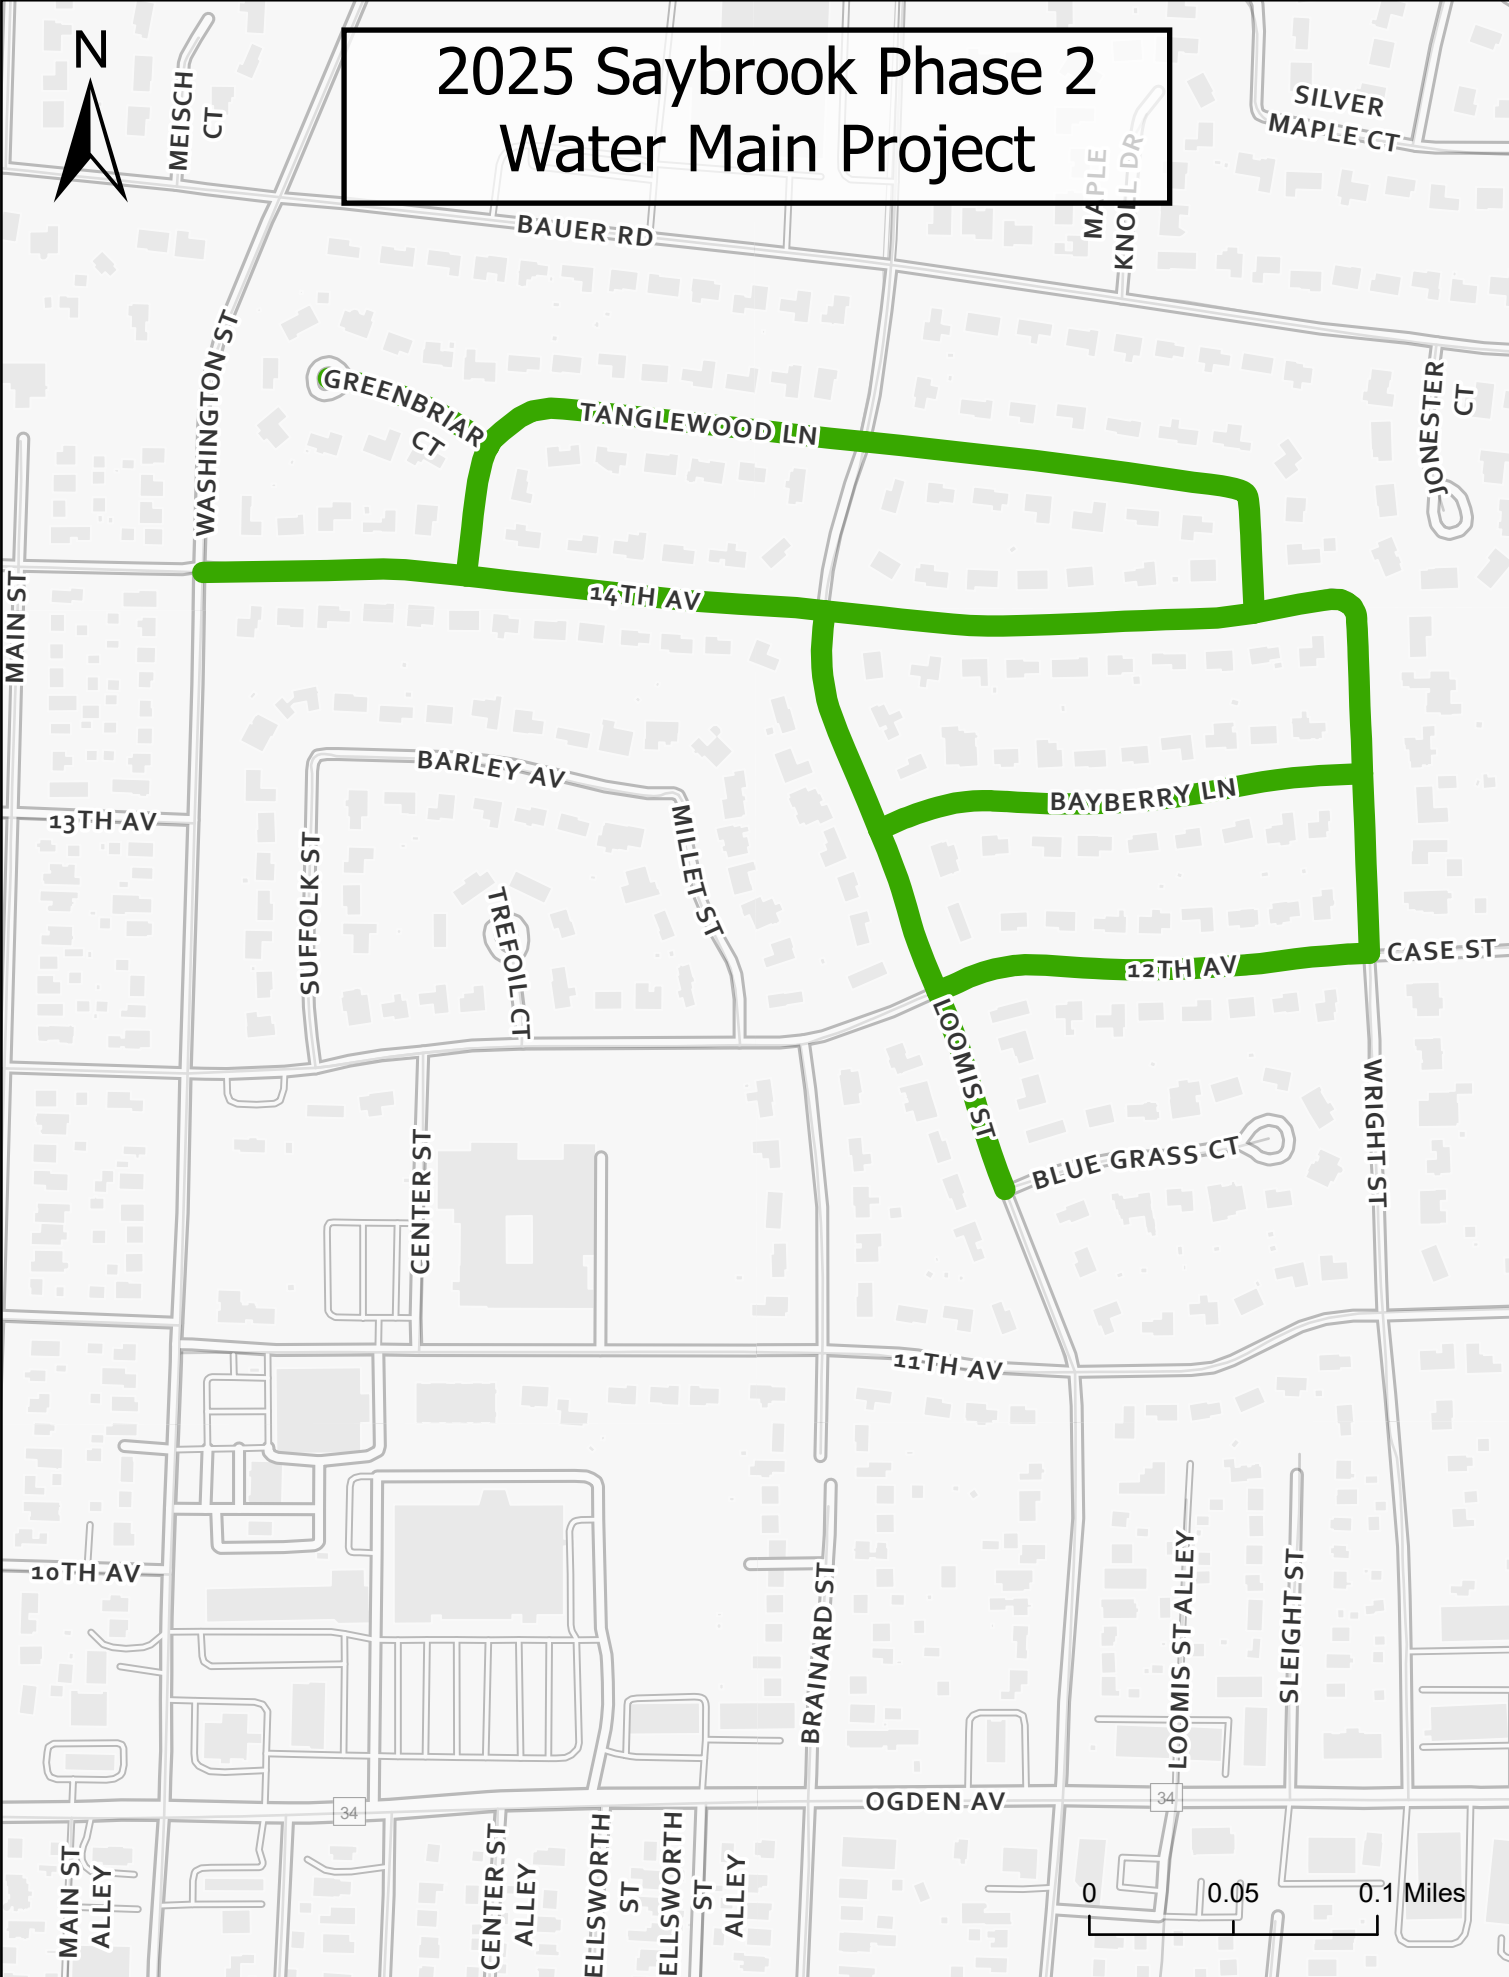 N
2025 Saybrook Phase 2
Water Main Project
MEISCH
CT
SILVER
MAPLE CT
MAPLE
KNOLL DR
BAUER RD
WASHINGTON ST
GREENBRIAR
CT
TANGLEWOOD LN
JONESTER
CT
MAIN ST
14TH AV
BARLEY AV
BAYBERRY LN
13TH AV
MILLET ST
SUFFOLK ST
TREFOIL CT
12TH AV
CASE ST
LOOMIS ST
WRIGHT ST
BLUE GRASS CT
CENTER ST
11TH AV
10TH AV
BRAINARD ST
LOOMIS ST ALLEY
SLEIGHT ST
OGDEN AV
34
34
MAIN ST
ALLEY
CENTER ST
ALLEY
ELLSWORTH
ST
ELLSWORTH
ST
ALLEY
0 0.05 0.1 Miles